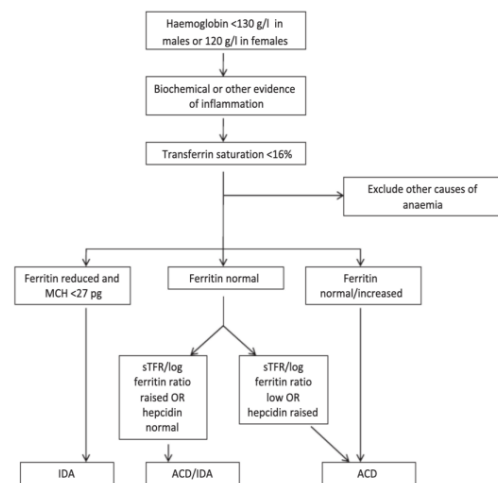 Haemoglobin <130 g/l in
males or 120 g/l in females
Biochemical or other evidence
of inflammation
Transferrin saturation <16%
Exclude other causes of
anaemia
Ferritin reduced and
MCH <27 pg
Ferritin normal
Ferritin
normal/increased
sTFR/log
ferritin ratio
raised OR
hepcidin
normal
sTFR/log
ferritin ratio
low OR
hepcidin raised
IDA
ACD/IDA
ACD